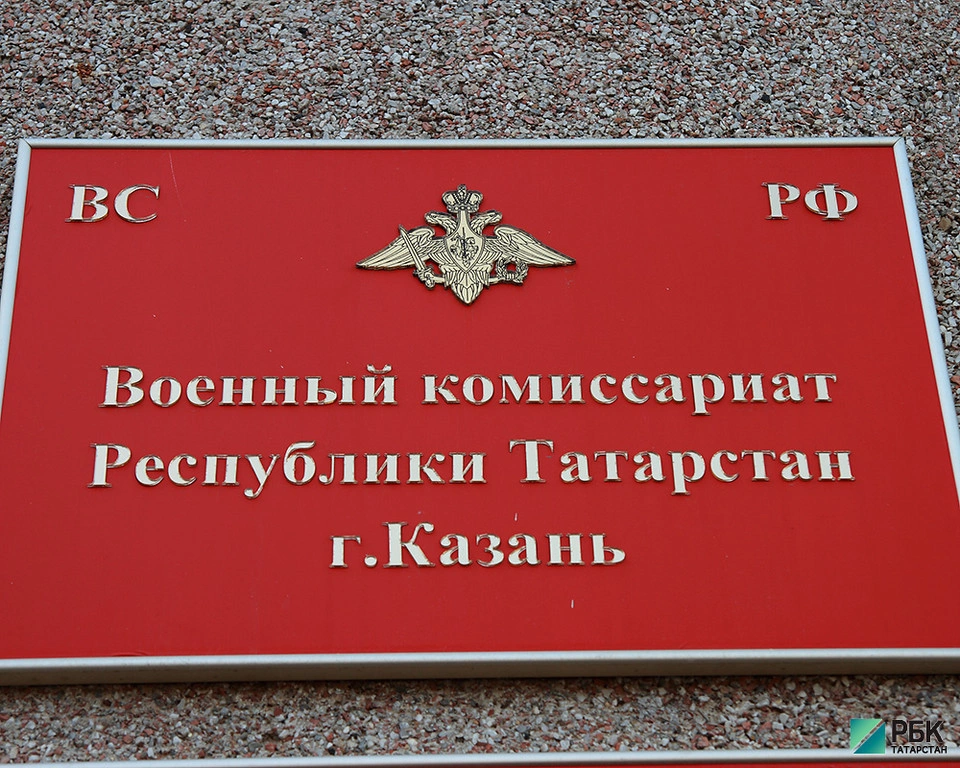 ВС РФ
Военный комиссариат
Республики Татарстан
г.Казань
РБК
ТАТАРСТАН